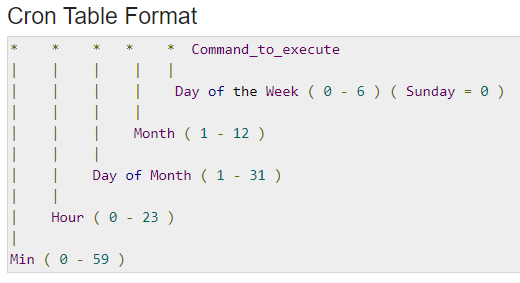 Cron Table Format
* * * * * Command_to_execute
| | | | |
| | | | Day of the Week ( 0 - 6 ) ( Sunday = 0 )
| | | |
| | | Month ( 1 - 12 )
| | |
| | Day of Month ( 1 - 31 )
| |
| Hour ( 0 - 23 )
|
Min ( 0 - 59 )